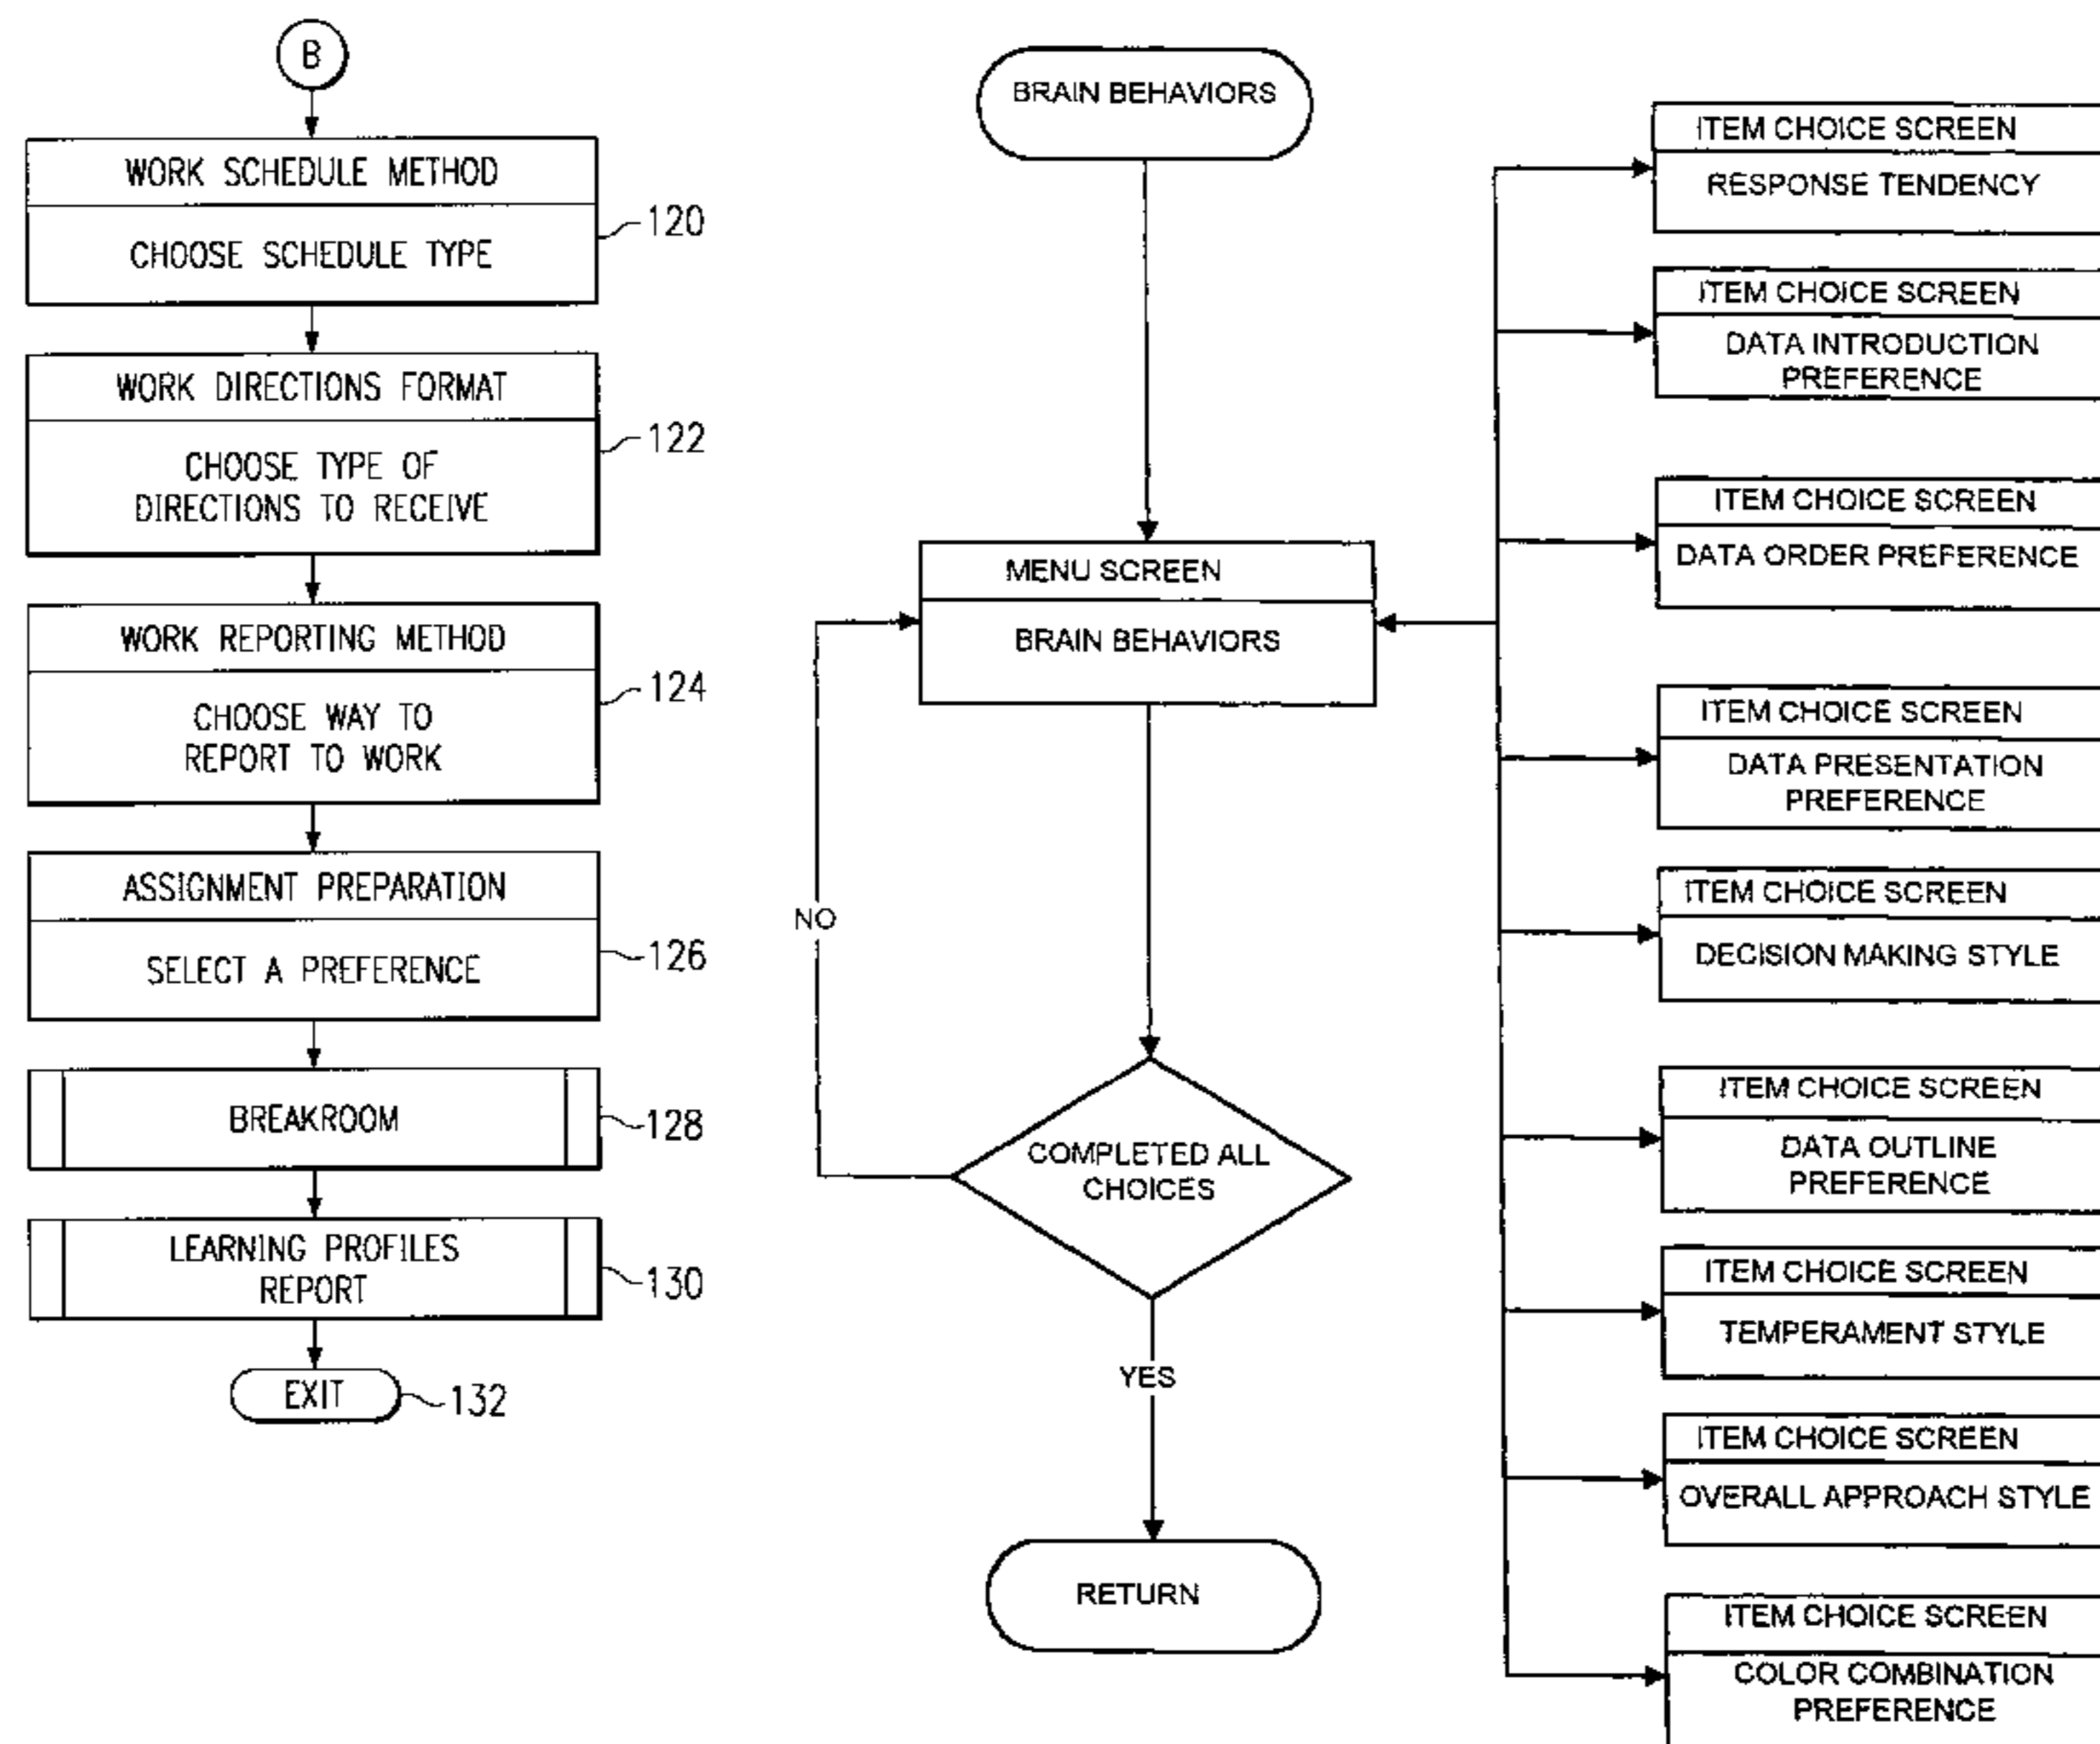 B
WORK SCHEDULE METHOD
CHOOSE SCHEDULE TYPE
120
WORK DIRECTIONS FORMAT
CHOOSE TYPE OF
DIRECTIONS TO RECEIVE
122
WORK REPORTING METHOD
CHOOSE WAY TO
REPORT TO WORK
124
ASSIGNMENT PREPARATION
SELECT A PREFERENCE
126
BREAKROOM
128
LEARNING PROFILES
REPORT
130
EXIT
132
BRAIN BEHAVIORS
MENU SCREEN
BRAIN BEHAVIORS
NO
COMPLETED ALL
CHOICES
YES
RETURN
ITEM CHOICE SCREEN
RESPONSE TENDENCY
ITEM CHOICE SCREEN
DATA INTRODUCTION
PREFERENCE
ITEM CHOICE SCREEN
DATA ORDER PREFERENCE
ITEM CHOICE SCREEN
DATA PRESENTATION
PREFERENCE
ITEM CHOICE SCREEN
DECISION MAKING STYLE
ITEM CHOICE SCREEN
DATA OUTLINE
PREFERENCE
ITEM CHOICE SCREEN
TEMPERAMENT STYLE
ITEM CHOICE SCREEN
OVERALL APPROACH STYLE
ITEM CHOICE SCREEN
COLOR COMBINATION
PREFERENCE